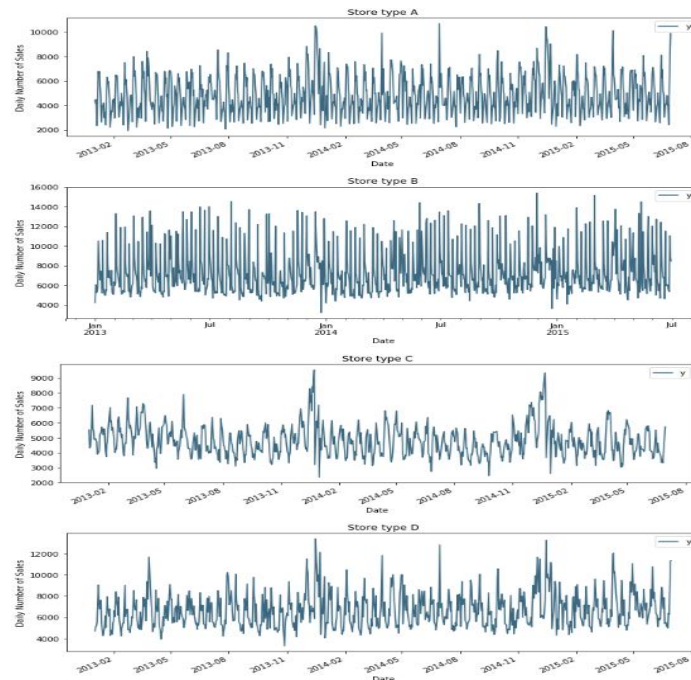 Store type A
y
Daily Number of Sales
10000
8000
6000
4000
2000
2013-02
2013-05
2013-08
2013-11
2014-02
2014-05
2014-08
2014-11
2015-02
2015-05
2015-08
Date
Store type B
y
Daily Number of Sales
16000
14000
12000
10000
8000
6000
4000
Jan
2013
Jul
Jan
2014
Jul
Jan
2015
Jul
Date
Store type C
y
Daily Number of Sales
9000
8000
7000
6000
5000
4000
3000
2000
2013-02
2013-05
2013-08
2013-11
2014-02
2014-05
2014-08
2014-11
2015-02
2015-05
2015-08
Date
Store type D
y
Daily Number of Sales
12000
10000
8000
6000
4000
2013-02
2013-05
2013-08
2013-11
2014-02
2014-05
2014-08
2014-11
2015-02
2015-05
2015-08
Date